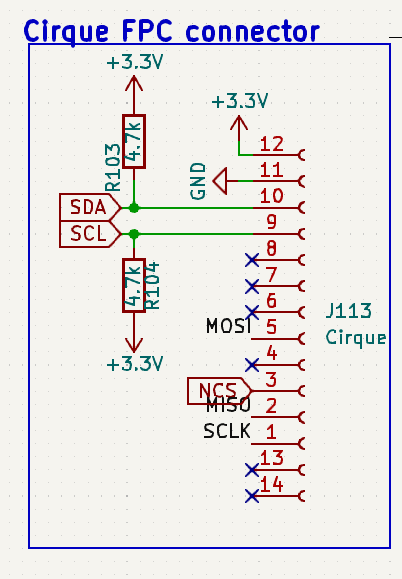 Cirque FPC connector
+3.3V
+3.3V
R103
4.7k
12
GND
11
SDA
10
SCL
9
8
4.7k
R104
7
6
J113
MOSI
5
Cirque
+3.3V
4
NCS
3
MISO
2
SCLK
1
13
14